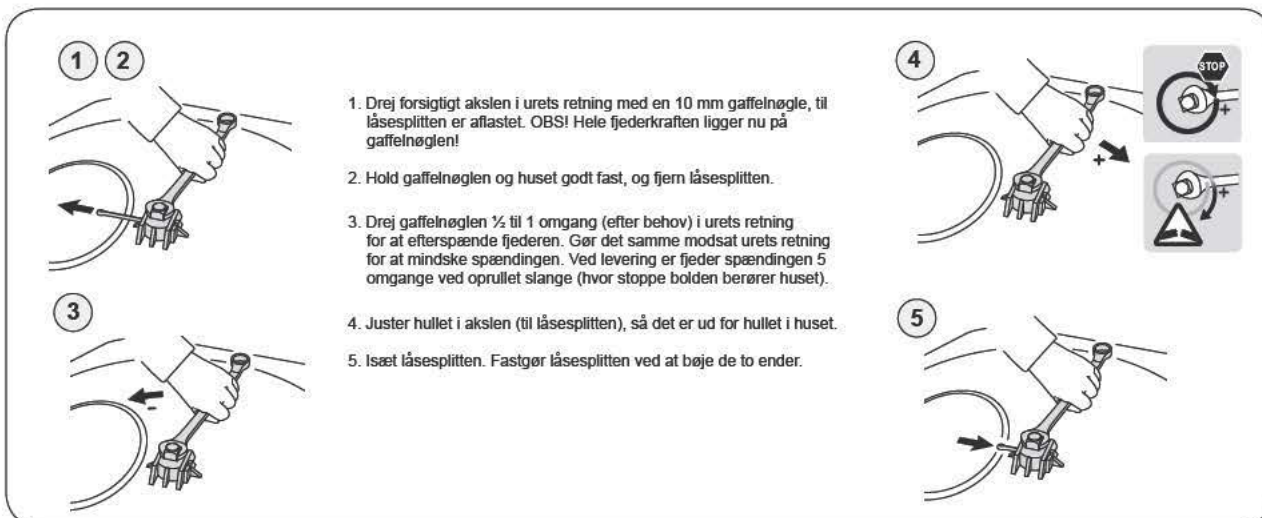 1 2
1. Drej forsigtigt akslen i urets retning med en 10 mm gaffelnøgle, til
låsesplitten er aflastet. OBS! Hele fjederkraften ligger nu på
gaffelnøglen!
2. Hold gaffelnøglen og huset godt fast, og fjern låsesplitten.
3. Drej gaffelnøglen ½ til 1 omgang (efter behov) i urets retning
for at efterspænde fjederen. Gør det samme modsat urets retning
for at mindske spændingen. Ved levering er fjeder spændingen 5
omgange ved oprullet slange (hvor stoppe bolden berører huset).
4. Juster hullet i akslen (til låsesplitten), så det er ud for hullet i huset.
5. Isæt låsesplitten. Fastgør låsesplitten ved at bøje de to ender.
3
-
4
+
STOP
+
+
5